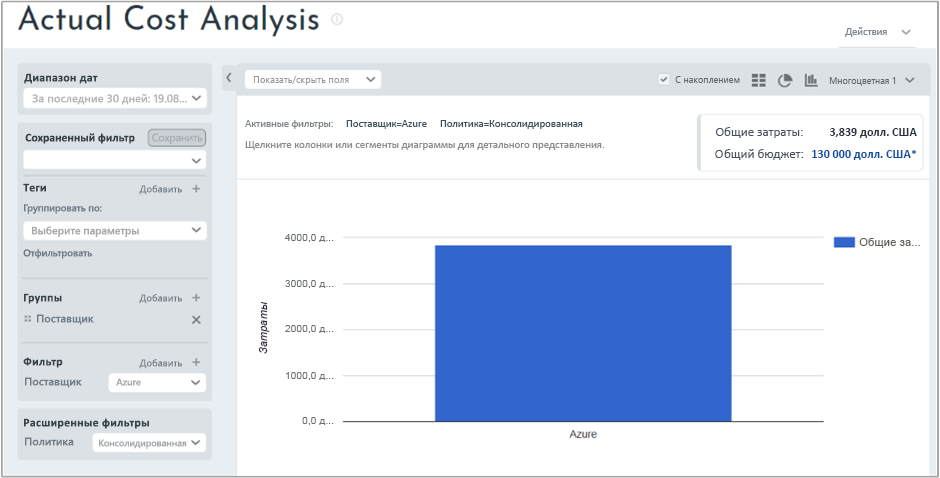 Actual Cost Analysis
Действия
Диапазон дат
За последние 30 дней: 19.08...
Сохраненный фильтр Сохранить
Теги Добавить +
Группировать по:
Выберите параметры
Отфильтровать
Группы Добавить +
Поставщик
Фильтр Добавить +
Поставщик Azure
Расширенные фильтры
Политика Консолидированная
Показать/скрыть поля
С накоплением
Многоцветная 1
Активные фильтры: Поставщик=Azure Политика=Консолидированная
Щелкните колонки или сегменты диаграммы для детального представления.
Общие затраты: 3,839 долл. США
Общий бюджет: 130 000 долл. США*
Затраты
4000,0 д...
3000,0 д...
2000,0 д...
1000,0 д...
0,0 д...
Azure
Общие за...